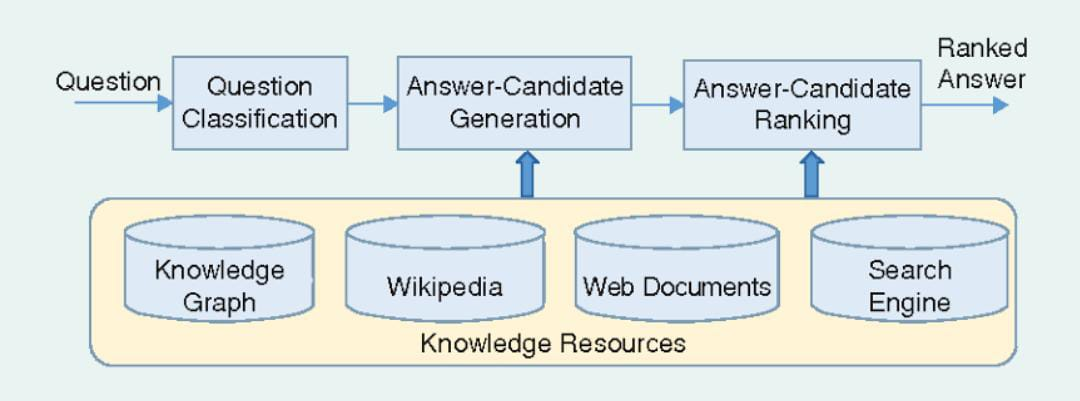 Question
Question
Classification
Answer-Candidate
Generation
Answer-Candidate
Ranking
Ranked
Answer
Knowledge
Graph
Wikipedia
Web Documents
Search
Engine
Knowledge Resources